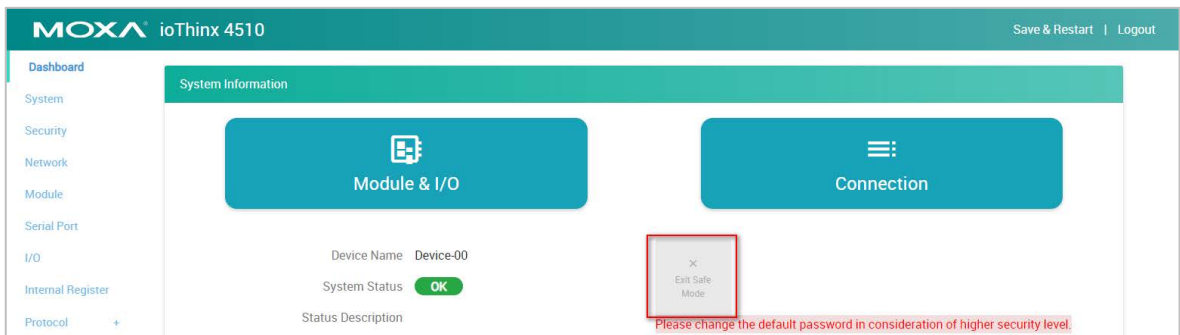 MOXA ioThinx 4510
Save & Restart | Logout
Dashboard
System
Security
Network
Module
Serial Port
I/O
Internal Register
Protocol +
System Information
Module & I/O
Connection
Device Name Device-00
System Status OK
Status Description
×
Exit Safe
Mode
Please change the default password in consideration of higher security level.